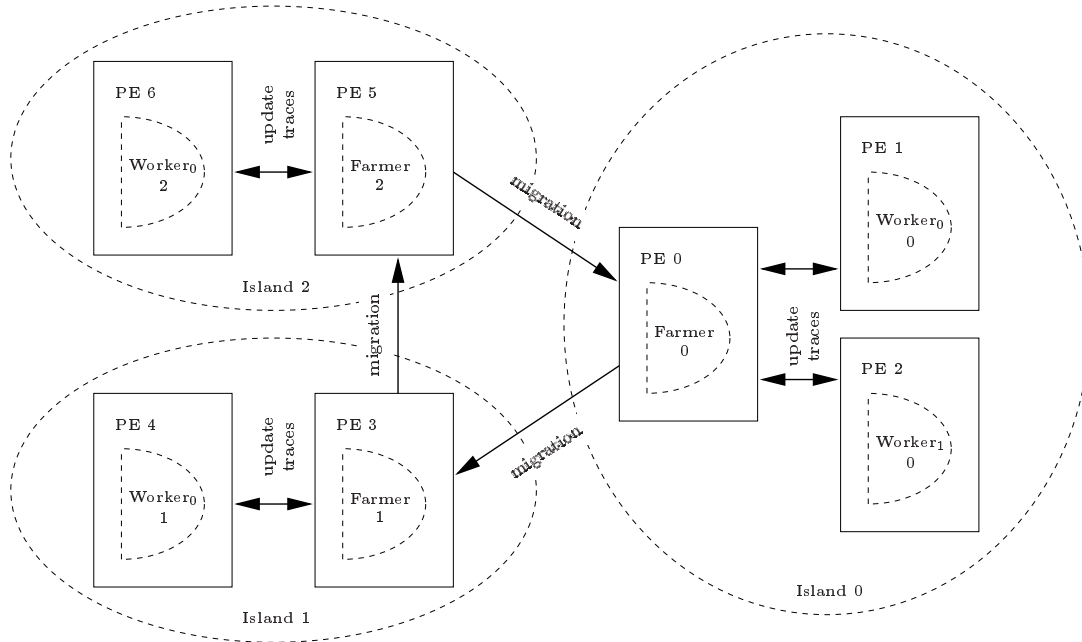 PE 6
Worker₀
2
update
traces
PE 5
Farmer
2
Island 2
migration
migration
PE 4
Worker₀
1
update
traces
PE 3
Farmer
1
Island 1
migration
PE 0
Farmer
0
update
traces
PE 1
Worker₀
0
PE 2
Worker₁
0
Island 0